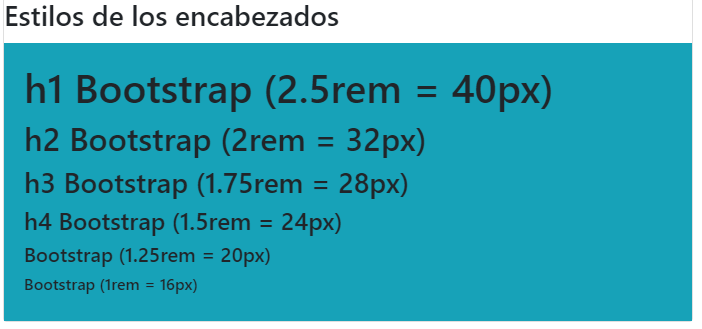 Estilos de los encabezados
h1 Bootstrap (2.5rem = 40px)
h2 Bootstrap (2rem = 32px)
h3 Bootstrap (1.75rem = 28px)
h4 Bootstrap (1.5rem = 24px)
Bootstrap (1.25rem = 20px)
Bootstrap (1rem = 16px)